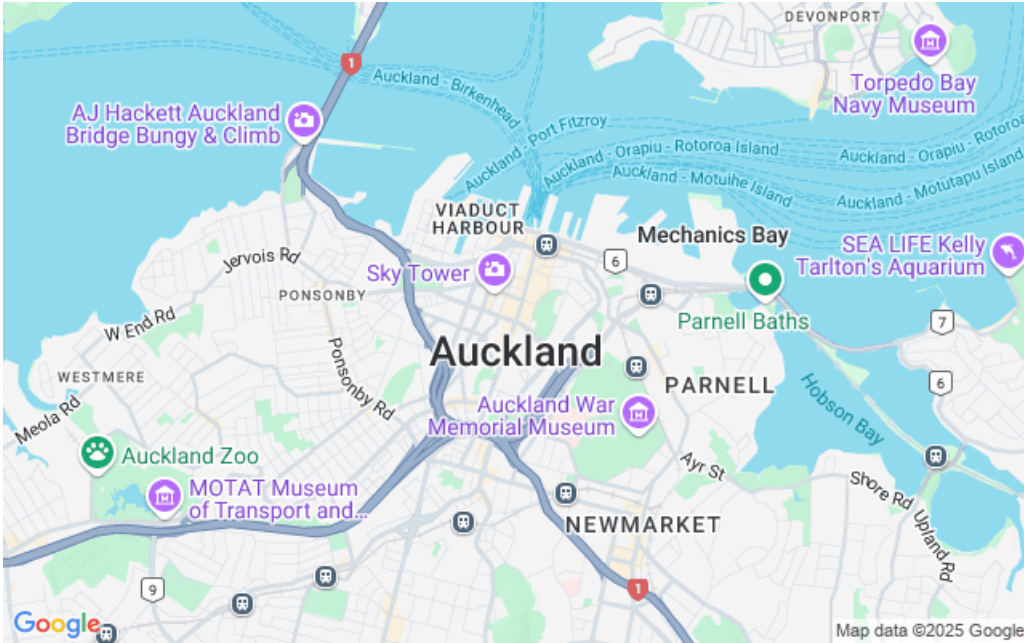 DEVONPORT
1
Auckland - Birkenhead
Torpedo Bay
Navy Museum
AJ Hackett Auckland
Bridge Bungy & Climb
Auckland - Port Fitzroy
Auckland - Orapiu - Rotoroa Island
Auckland - Orapiu - Rotoroa
Auckland - Motuihe Island
Auckland - Motutapu Island
VIADUCT
HARBOUR
Mechanics Bay
SEA LIFE Kelly
Tarlton's Aquarium
Jervois Rd
Sky Tower
6
PONSONBY
Parnell Baths
7
W End Rd
Auckland
WESTMERE
Ponsonby Rd
PARNELL
6
Hobson Bay
Meola Rd
Auckland War
Memorial Museum
Auckland Zoo
Ayr St
MOTAT Museum
of Transport and...
Shore Rd
NEWMARKET
Upland Rd
9
1
Google
Map data ©2025 Google